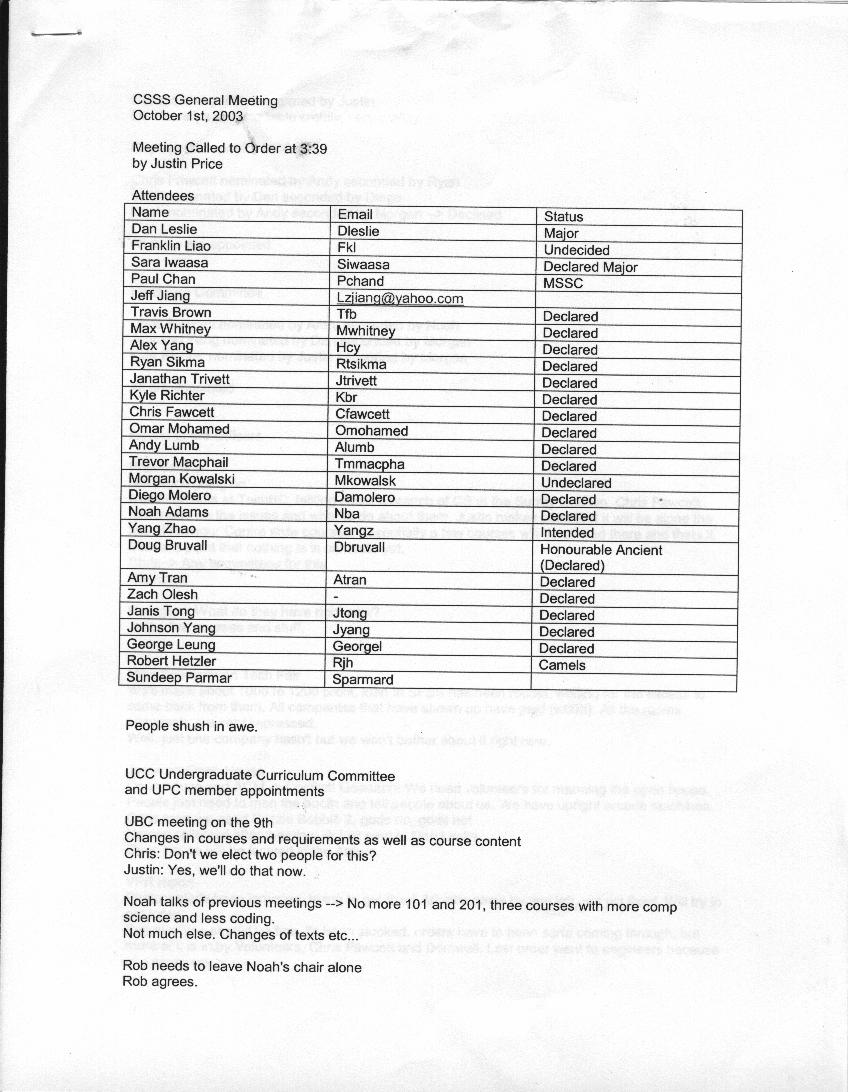 CSSS General Meeting
October 1st, 2003
Meeting Called to Order at 3:39
by Justin Price
Attendees
Name Email Status
Dan Leslie Dleslie Major
Franklin Liao Fkl Undecided
Sara Iwaasa Siwaasa Declared Major
Paul Chan Pchand MSSC
Jeff Jiang Lzjiang@yahoo.com
Travis Brown Tfb Declared
Max Whitney Mwhitney Declared
Alex Yang Hcy Declared
Ryan Sikma Rtsikma Declared
Janathan Trivett Jtrivett Declared
Kyle Richter Kbr Declared
Chris Fawcett Cfawcett Declared
Omar Mohamed Omohamed Declared
Andy Lumb Alumb Declared
Trevor Macphail Tmmacpha Declared
Morgan Kowalski Mkowalsk Undeclared
Diego Molero Damolero Declared
Noah Adams Nba Declared
Yang Zhao Yangz Intended
Doug Bruvall Dbruvall Honourable Ancient
(Declared)
Amy Tran Atran Declared
Zach Olesh - Declared
Janis Tong Jtong Declared
Johnson Yang Jyang Declared
George Leung Georgel Declared
Robert Hetzler Rjh Camels
Sundeep Parmar Sparmard
People shush in awe.
UCC Undergraduate Curriculum Committee
and UPC member appointments
UBC meeting on the 9th
Changes in courses and requirements as well as course content
Chris: Don't we elect two people for this?
Justin: Yes, we'll do that now.
Noah talks of previous meetings --> No more 101 and 201, three courses with more comp
science and less coding.
Not much else. Changes of texts etc...
Rob needs to leave Noah's chair alone
Rob agrees.